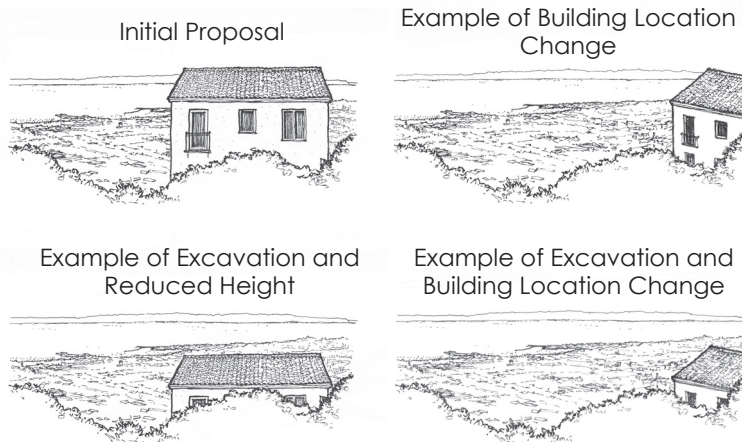 Initial Proposal
Example of Building Location
Change
Example of Excavation and
Reduced Height
Example of Excavation and
Building Location Change